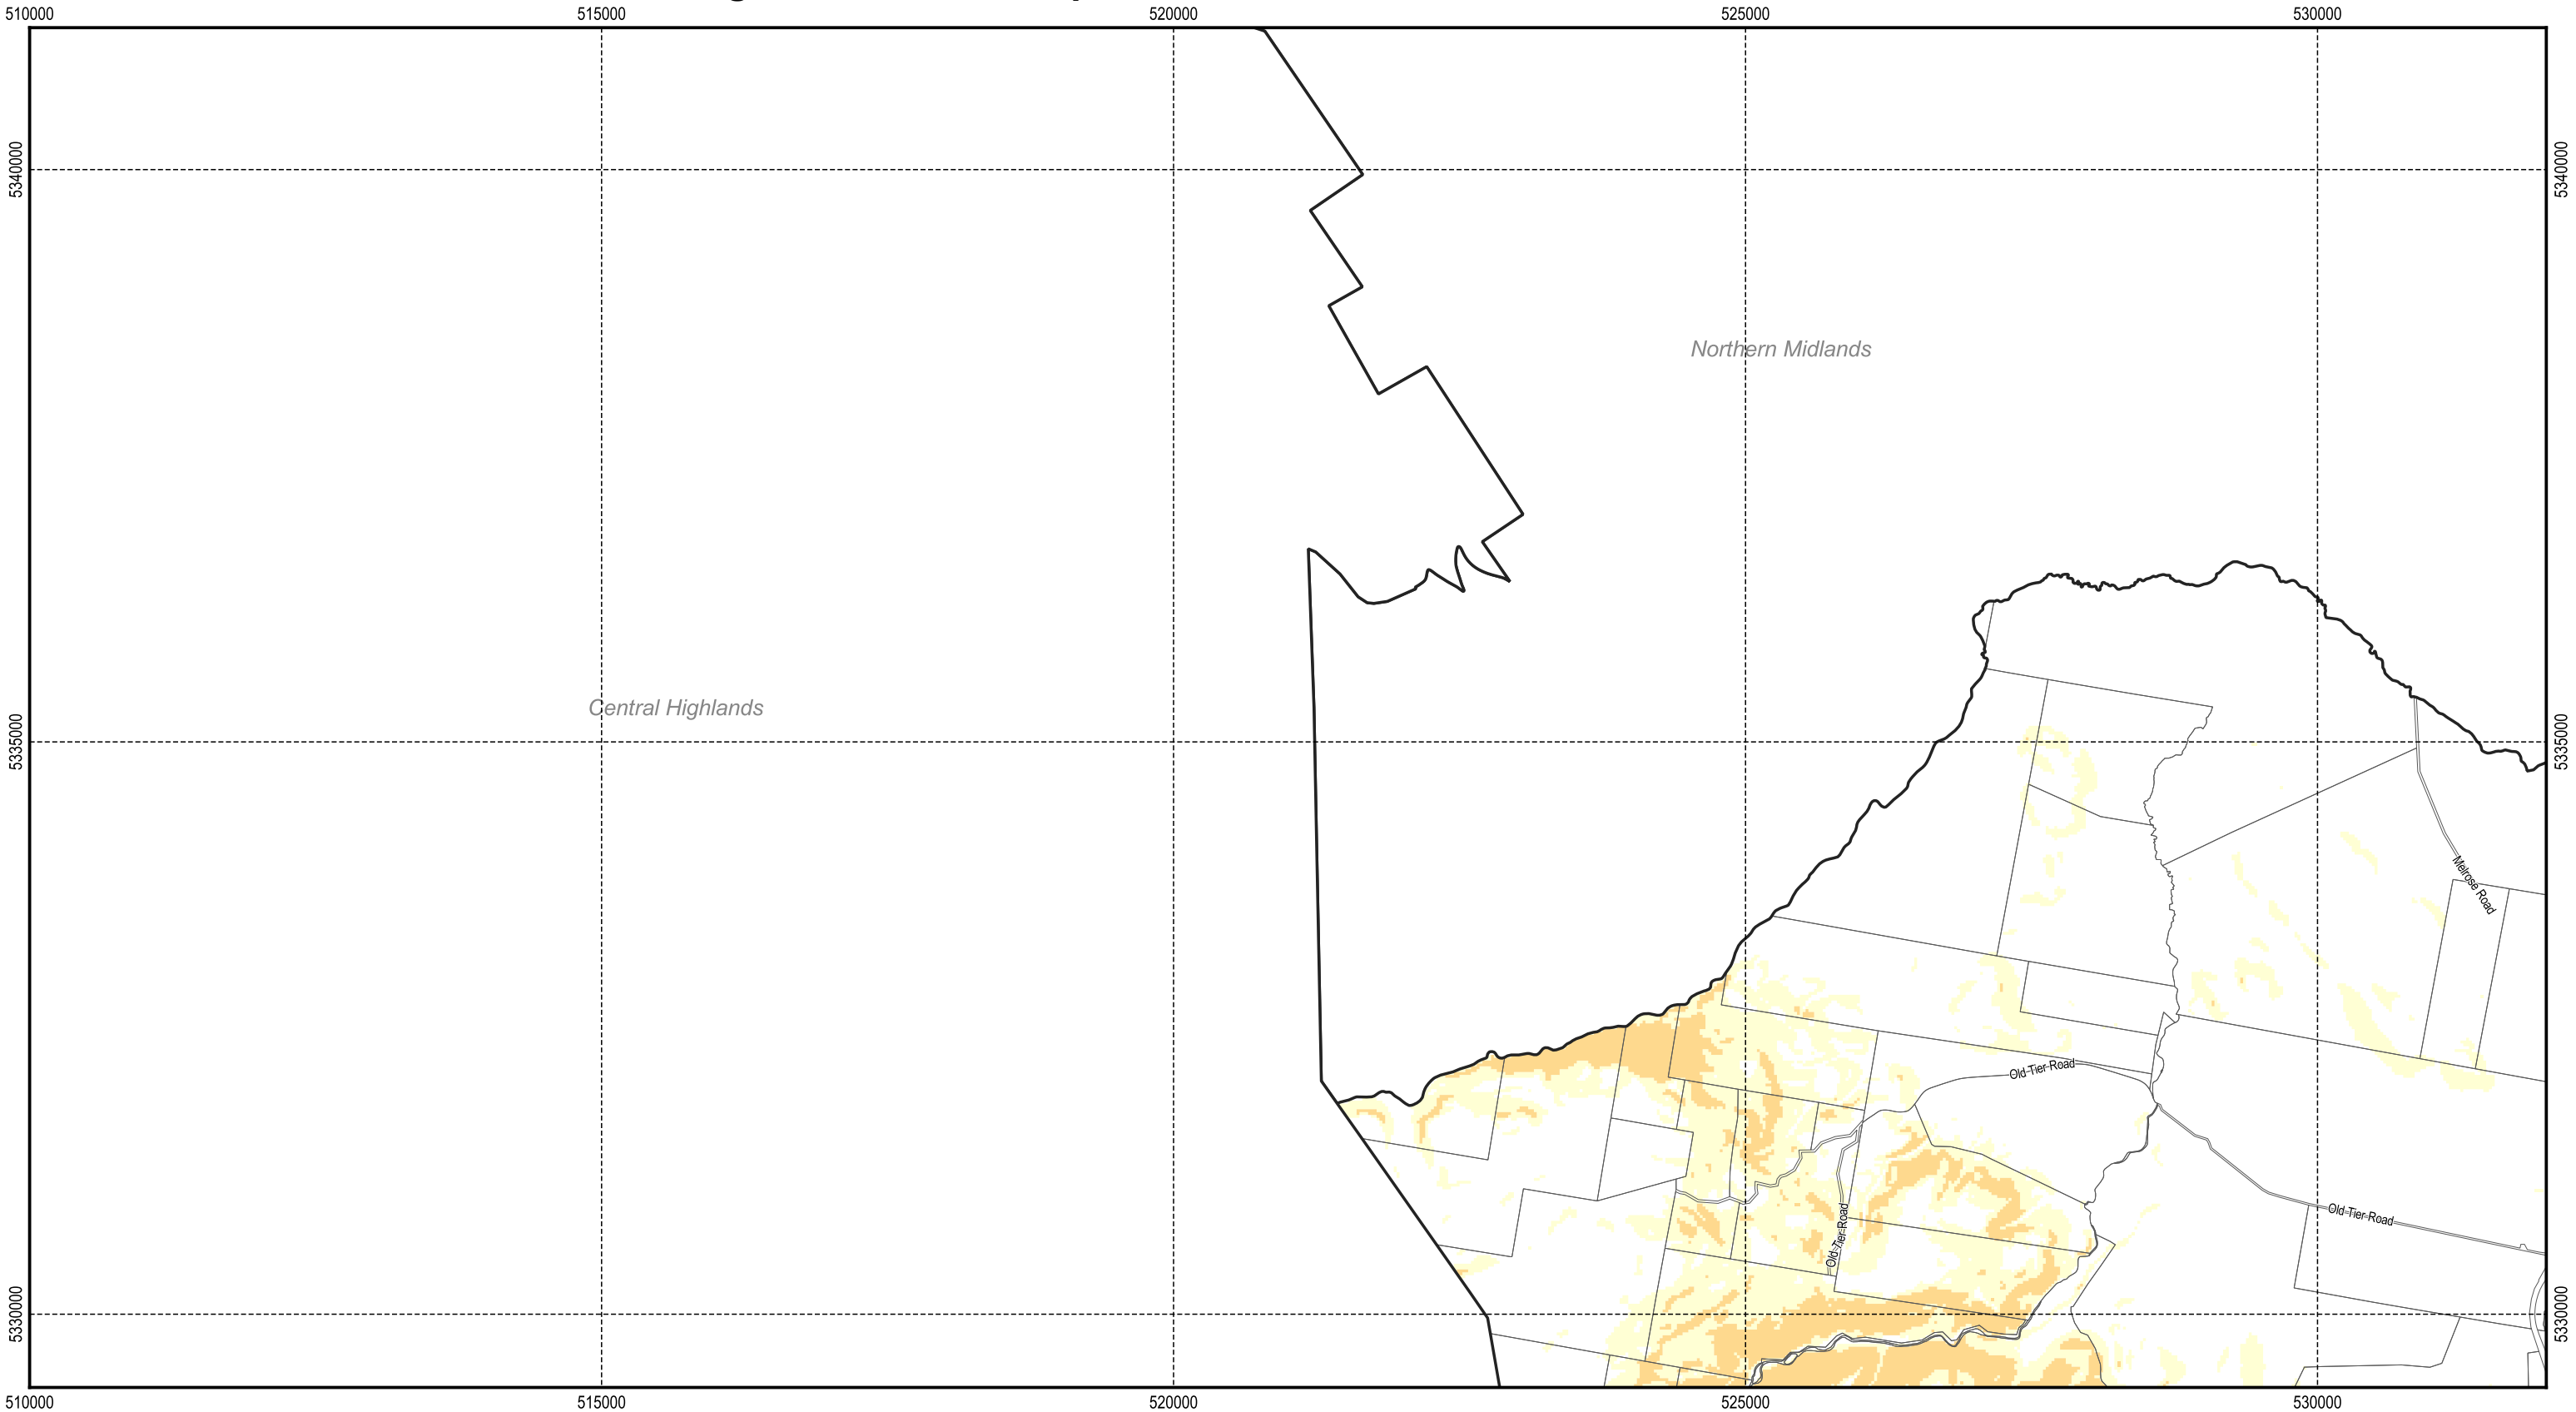 510000 515000 520000 525000 530000
5340000 5340000
Northern Midlands
Central Highlands
5335000 5335000
Melrose Road
Old Tier Road
Old Tier Road
Old Tier Road
5330000 5330000
510000 515000 520000 525000 530000